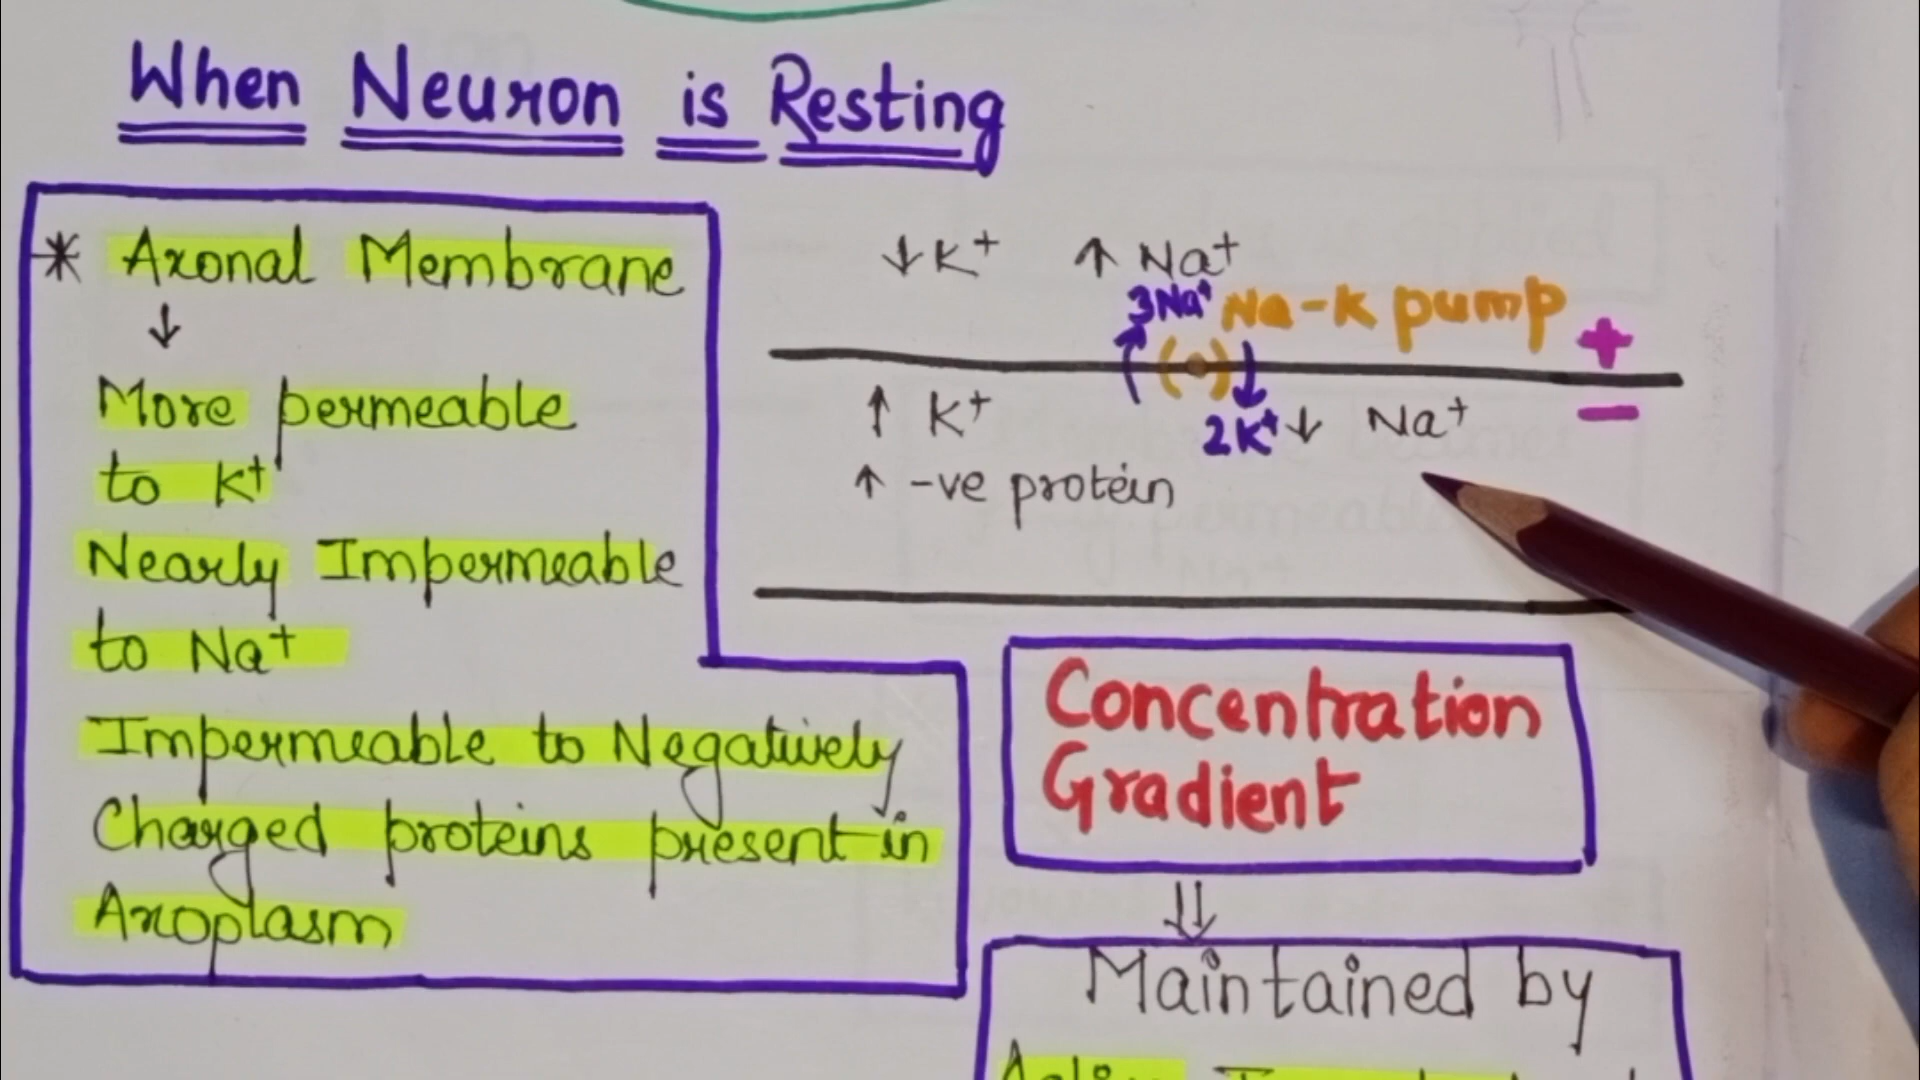 When Neuron is Resting
* Axonal Membrane
↓
More permeable
to K+
Nearly Impermeable
to Na+
Impermeable to Negatively
Charged proteins present in
Axoplasm
↓K+ ↑ Na+
3Na+ Na-K pump
+
↑ K+ 2K+ ↓ Na+ −
↑ -ve protein
Concentration
Gradient
⇓
Maintained by